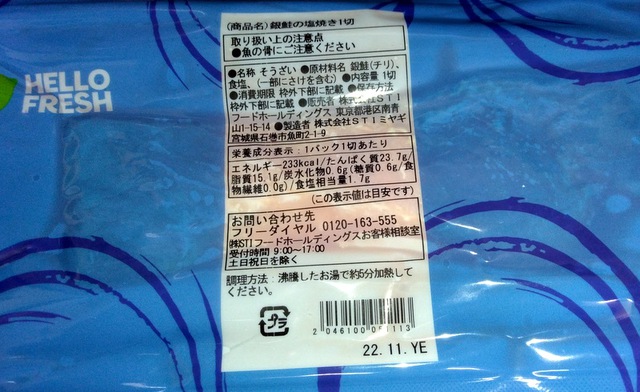 HELLO
FRESH
(商品名)銀鮭の塩焼き1切
取り扱い上の注意点
●魚の骨にご注意ください
●名称 そうざい ●原材料名 銀鮭(チリ)、
食塩、(一部にさけを含む) ●内容量 1切
●消費期限 枠外下部に記載 ●保存方法
枠外下部に記載 ●販売者 株式会社STI
フードホールディングス 東京都港区南青
山1-15-14 ●製造者 株式会社STIミヤギ
宮城県石巻市魚町2-1-9
栄養成分表示:1パック1切あたり
エネルギー233kcal/たんぱく質23.7g/
脂質15.1g/炭水化物0.6g(糖質0.6g/食
物繊維0.0g)/食塩相当量1.7g
(この表示値は目安です)
お問い合わせ先
フリーダイヤル 0120-163-555
㈱STIフードホールディングスお客様相談室
受付時間 9:00~17:00
土日祝日を除く
調理方法:沸騰したお湯で約5分加熱して
ください。
プラ
22.11.YE